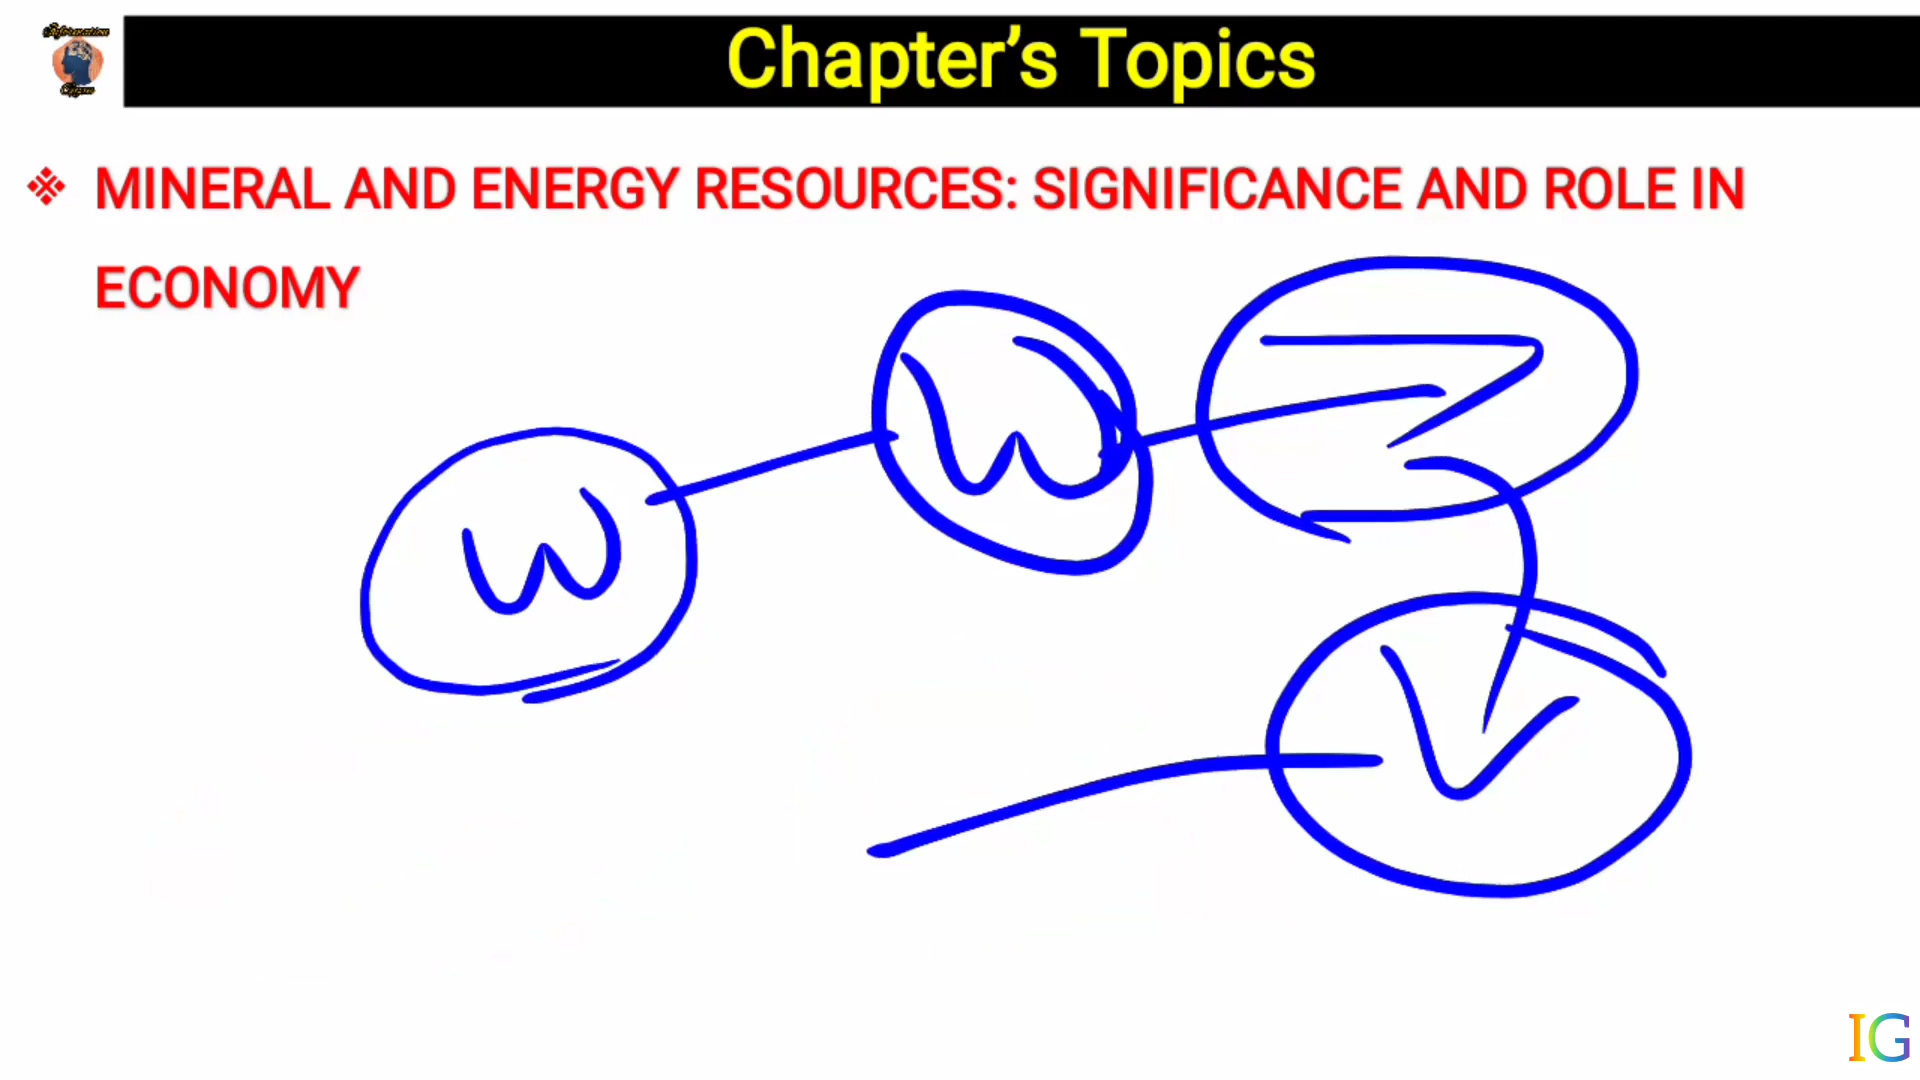 Chapter’s Topics
❖ MINERAL AND ENERGY RESOURCES: SIGNIFICANCE AND ROLE IN
ECONOMY
W
W
V
IG